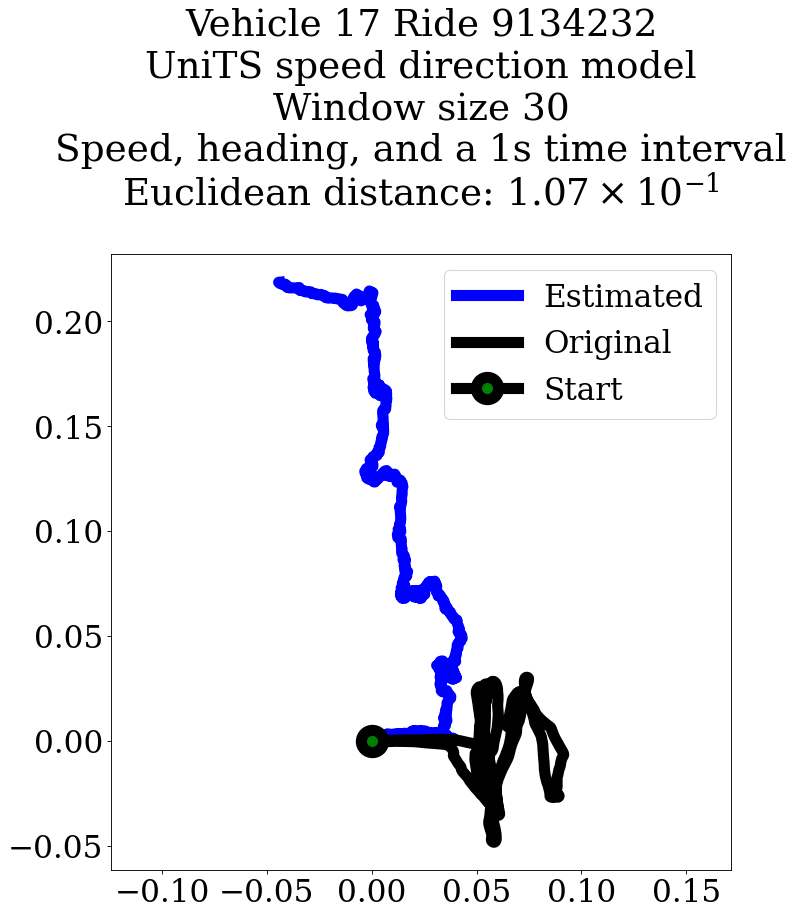 Vehicle 17 Ride 9134232
UniTS speed direction model
Window size 30
Speed, heading, and a 1s time interval
Euclidean distance: 1.07 × 10⁻¹
Estimated
Original
Start
0.20
0.15
0.10
0.05
0.00
−0.05
−0.10 −0.05 0.00 0.05 0.10 0.15